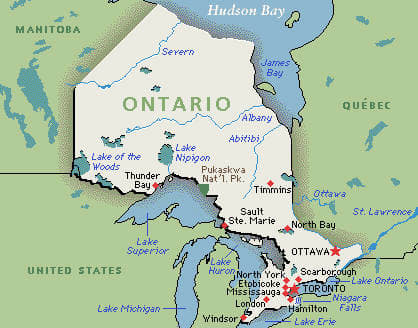 Hudson Bay
MANITOBA
Severn
James
Bay
ONTARIO
QUÉBEC
Albany
Abitibi
Lake of the
Woods
Lake
Nipigon
Pukaskwa
Nat'l. Pk.
Thunder
Bay
Timmins
Ottawa
St. Lawrence
Sault
Ste. Marie
North Bay
OTTAWA
Lake
Superior
UNITED STATES
Lake
Huron
North York
Scarborough
Etobicoke
Lake Ontario
Mississauga
TORONTO
London
Niagara
Falls
Hamilton
Lake Michigan
Windsor
Lake Erie